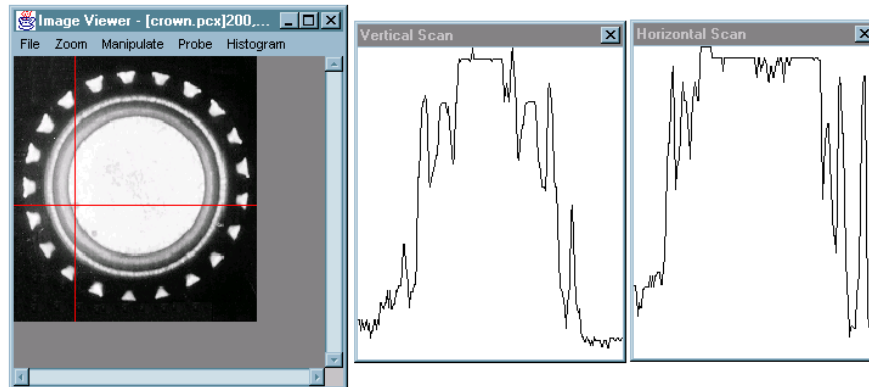 Image Viewer - [crown.pcx]200,...
File Zoom Manipulate Probe Histogram
Vertical Scan
Horizontal Scan